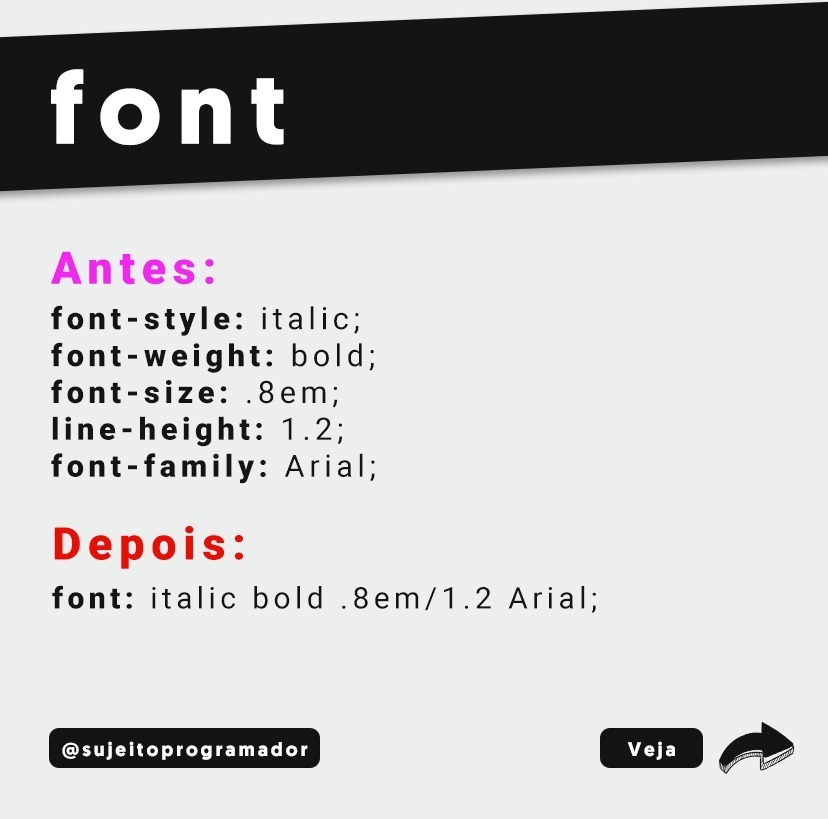 font
Antes:
font-style: italic;
font-weight: bold;
font-size: .8em;
line-height: 1.2;
font-family: Arial;
Depois:
font: italic bold .8em/1.2 Arial;
@sujeitoprogramador
Veja